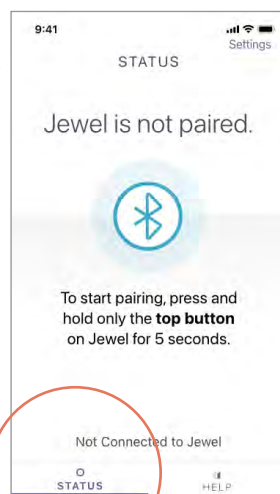 9:41
Settings
STATUS
Jewel is not paired.
To start pairing, press and
hold only the top button
on Jewel for 5 seconds.
Not Connected to Jewel
STATUS
HELP